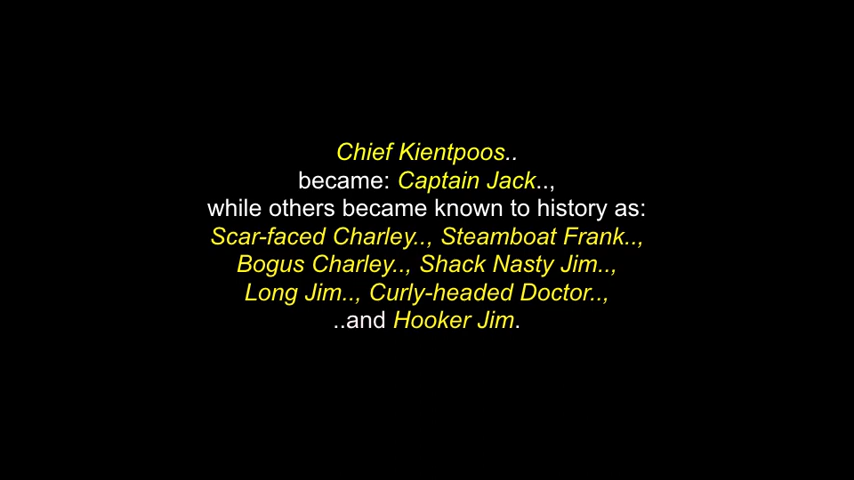 Chief Kientpoos..
became: Captain Jack..,
while others became known to history as:
Scar-faced Charley.., Steamboat Frank..,
Bogus Charley.., Shack Nasty Jim..,
Long Jim.., Curly-headed Doctor..,
..and Hooker Jim.